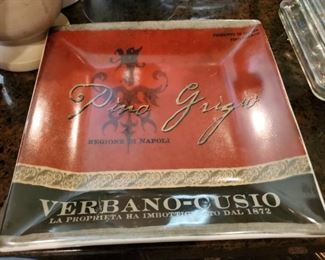 Pino Grigio
REGIONE DI NAPOLI
VERBANO-CUSIO
LA PROPRIETA HA IMBOTTIGLIATO DAL 1872